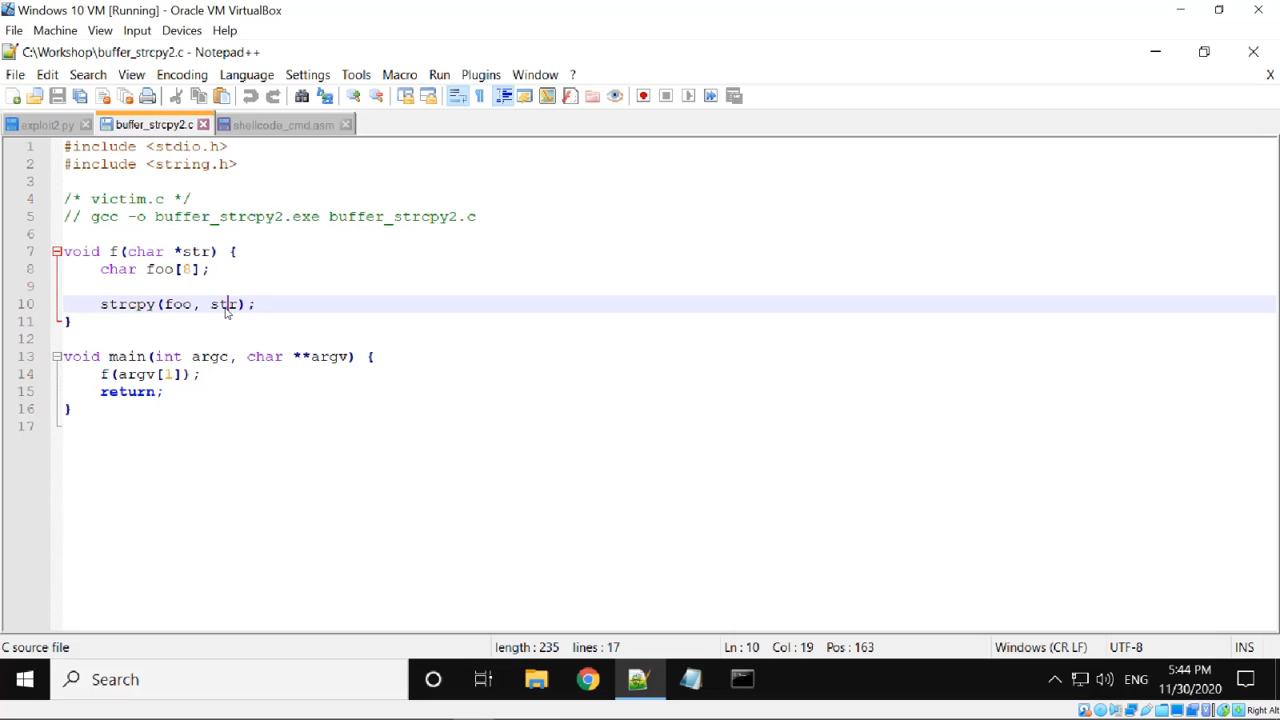 Windows 10 VM [Running] - Oracle VM VirtualBox
File Machine View Input Devices Help
C:\Workshop\buffer_strcpy2.c - Notepad++
File Edit Search View Encoding Language Settings Tools Macro Run Plugins Window ? X
exploit2.py buffer_strcpy2.c shellcode_cmd.asm
1 #include <stdio.h>
2 #include <string.h>
3
4 /* victim.c */
5 // gcc -o buffer_strcpy2.exe buffer_strcpy2.c
6
7 void f(char *str) {
8 char foo[8];
9
10 strcpy(foo, str);
11 }
12
13 void main(int argc, char **argv) {
14 f(argv[1]);
15 return;
16 }
17
C source file length : 235 lines : 17 Ln : 10 Col : 19 Pos : 163 Windows (CR LF) UTF-8 INS
Search ENG 5:44 PM
11/30/2020
Right Alt